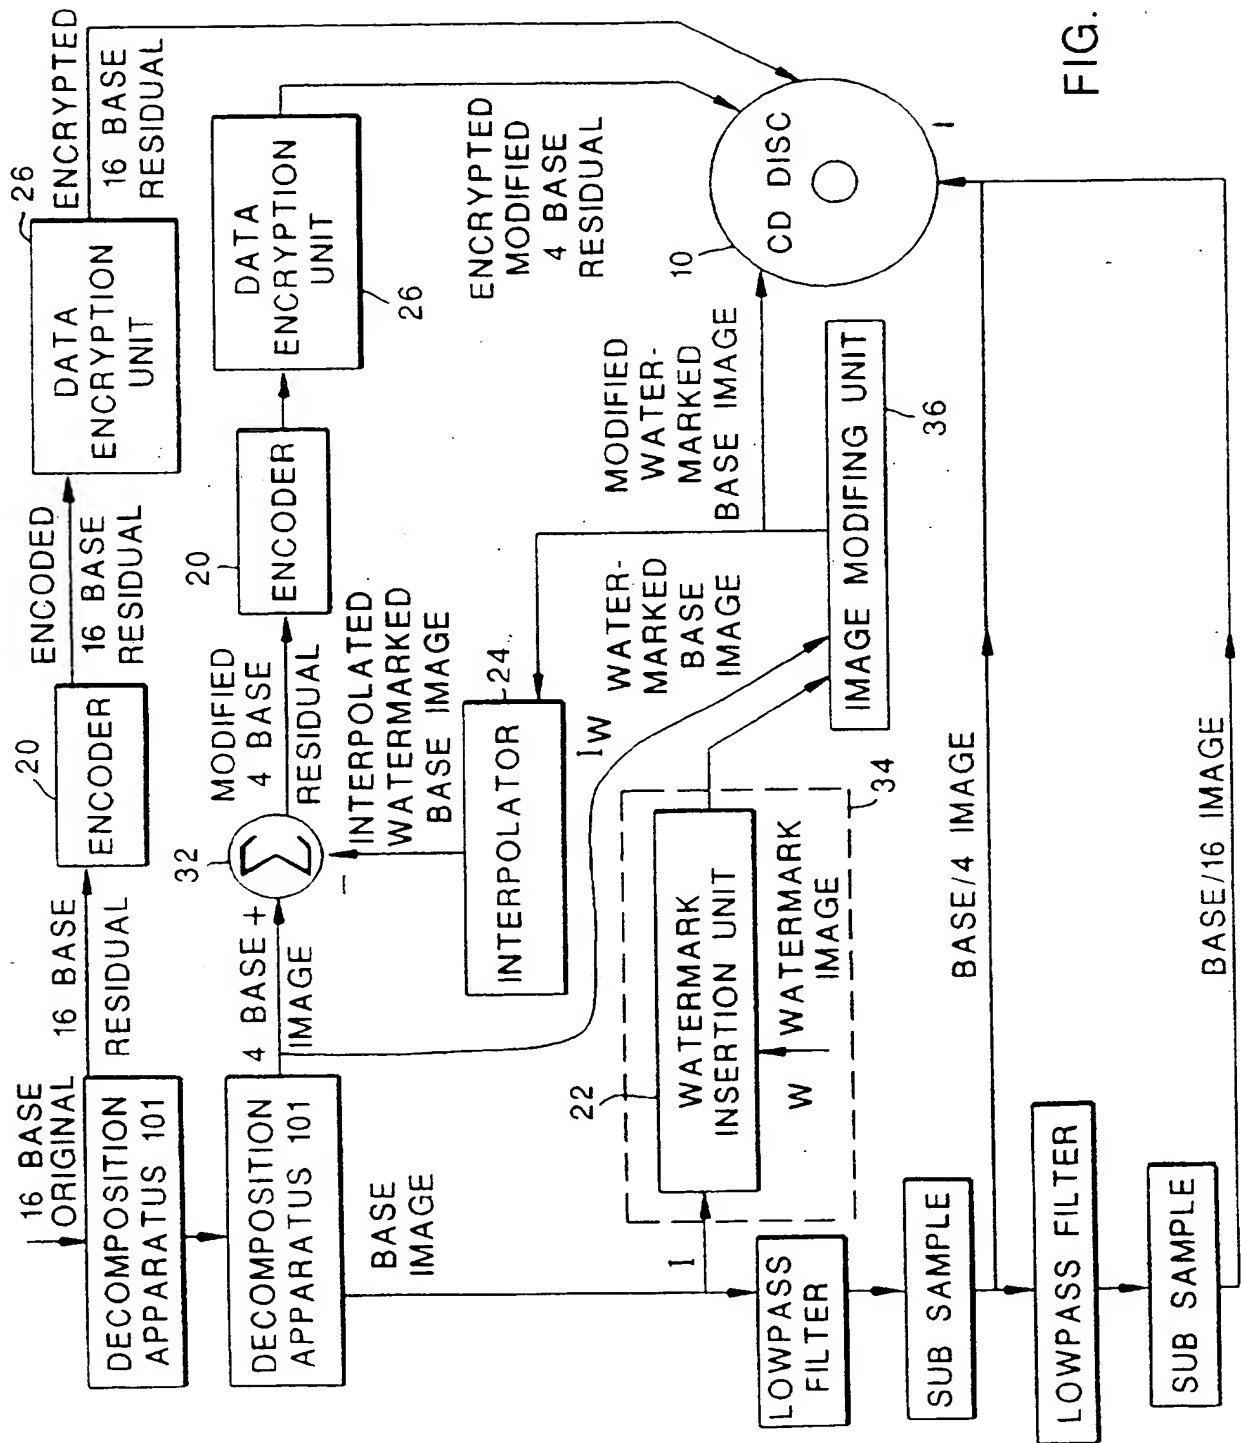 16 BASE
ORIGINAL
DECOMPOSITION
APPARATUS 101
16 BASE
RESIDUAL
20
ENCODER
ENCODED
16 BASE
RESIDUAL
26
DATA
ENCRYPTION
UNIT
ENCRYPTED
16 BASE
RESIDUAL
DECOMPOSITION
APPARATUS 101
4 BASE +
IMAGE
32
Σ
−
MODIFIED
4 BASE
RESIDUAL
20
ENCODER
DATA
ENCRYPTION
UNIT
26
ENCRYPTED
MODIFIED
4 BASE
RESIDUAL
INTERPOLATED
WATERMARKED
BASE IMAGE
24
INTERPOLATOR
BASE
IMAGE
I
IW
WATER-
MARKED
BASE
IMAGE
MODIFIED
WATER-
MARKED
BASE IMAGE
10
CD DISC
22
WATERMARK
INSERTION UNIT
W
WATERMARK
IMAGE
34
IMAGE MODIFING UNIT
36
LOWPASS
FILTER
SUB SAMPLE
BASE/4 IMAGE
LOWPASS FILTER
SUB SAMPLE
BASE/16 IMAGE
FIG.